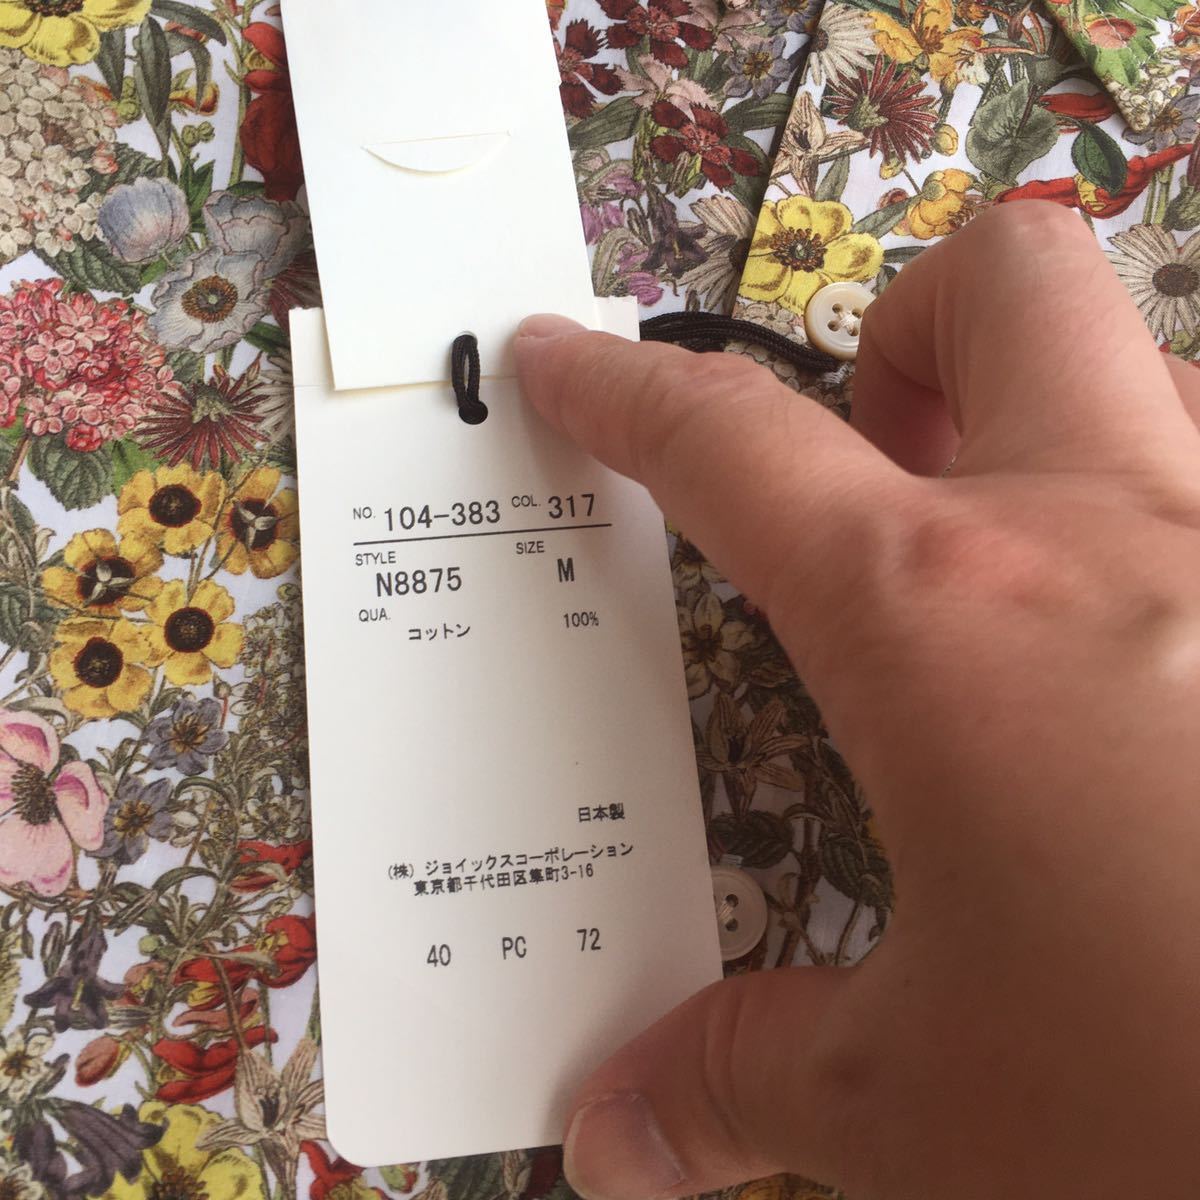 NO. 104-383 COL. 317
STYLE SIZE
N8875 M
QUA.
コットン 100%
日本製
(株) ジョイックスコーポレーション
東京都千代田区隼町3-16
40 PC 72